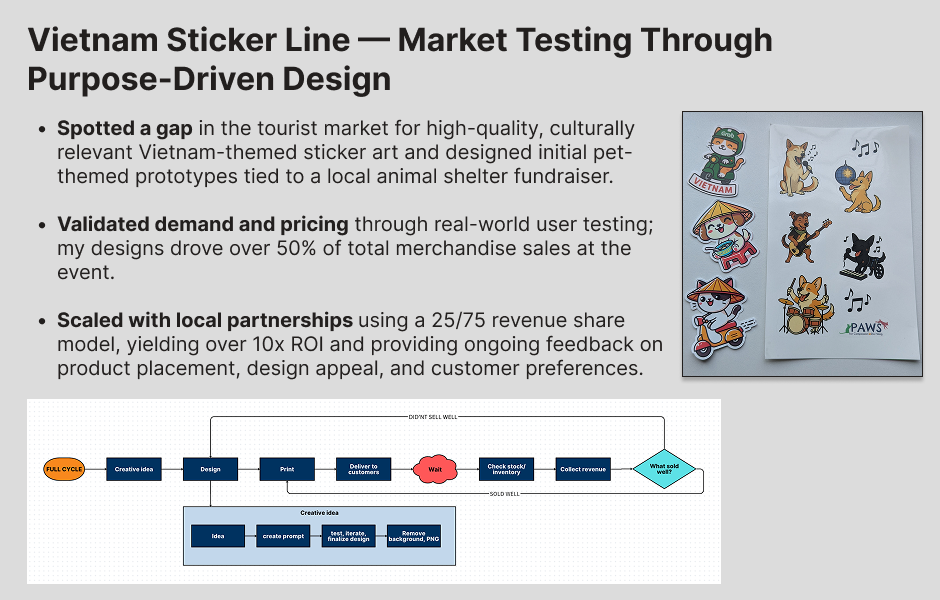 Vietnam Sticker Line — Market Testing Through
Purpose-Driven Design
• Spotted a gap in the tourist market for high-quality, culturally
relevant Vietnam-themed sticker art and designed initial pet-
themed prototypes tied to a local animal shelter fundraiser.
• Validated demand and pricing through real-world user testing;
my designs drove over 50% of total merchandise sales at the
event.
• Scaled with local partnerships using a 25/75 revenue share
model, yielding over 10x ROI and providing ongoing feedback on
product placement, design appeal, and customer preferences.
Grab
VIETNAM
PAWS
DID'NT SELL WELL
FULL CYCLE
Creative idea
Design
Print
Deliver to
customers
Wait
Check stock/
inventory
Collect revenue
What sold
well?
SOLD WELL
Creative idea
Idea
create prompt
test, iterate,
finalize design
Remove
background, PNG